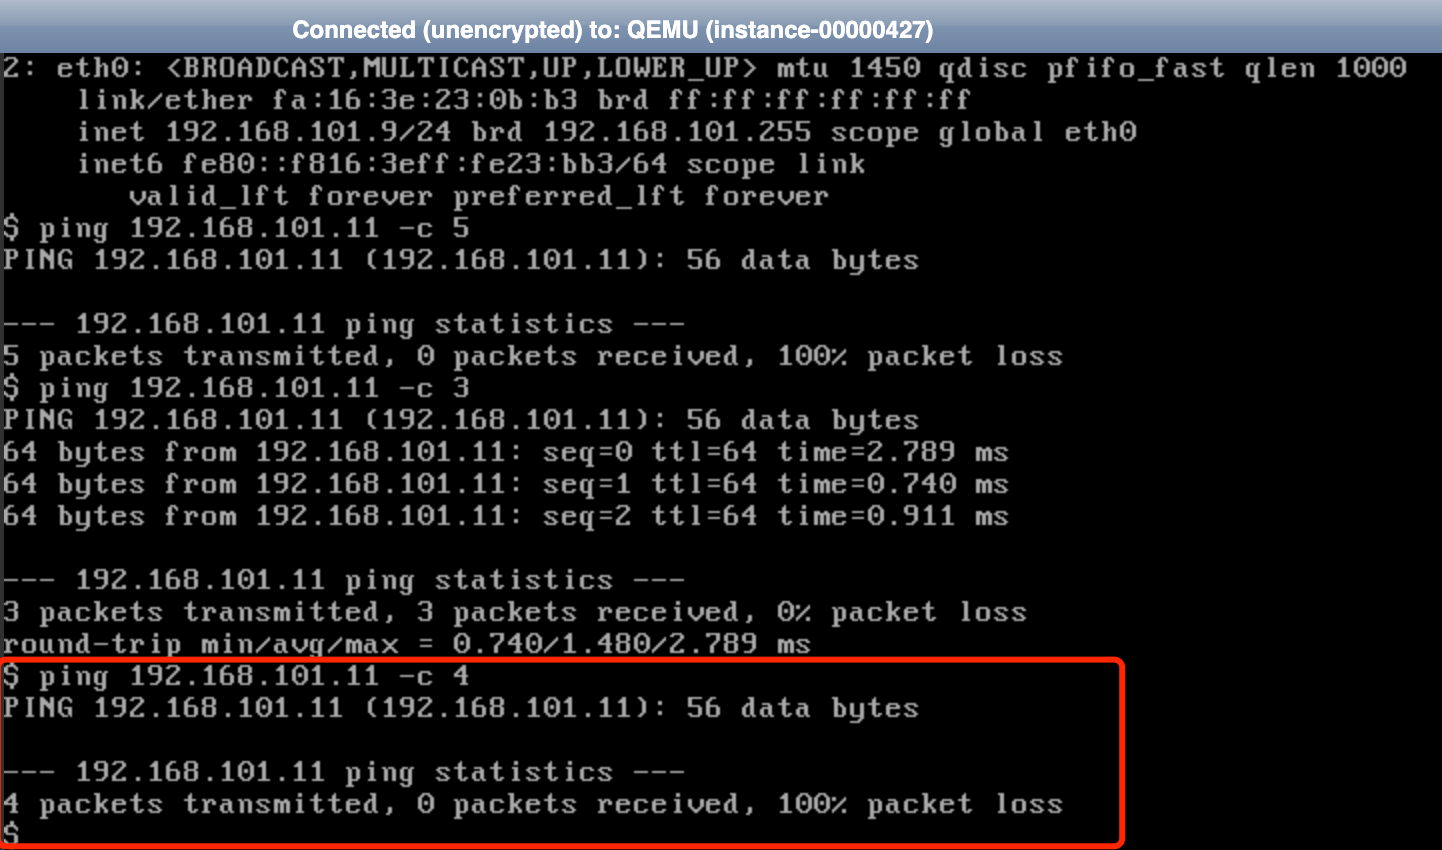 Connected (unencrypted) to: QEMU (instance-00000427)
2: eth0: <BROADCAST,MULTICAST,UP,LOWER_UP> mtu 1450 qdisc pfifo_fast qlen 1000
link/ether fa:16:3e:23:0b:b3 brd ff:ff:ff:ff:ff:ff
inet 192.168.101.9/24 brd 192.168.101.255 scope global eth0
inet6 fe80::f816:3eff:fe23:bb3/64 scope link
valid_lft forever preferred_lft forever
$ ping 192.168.101.11 -c 5
PING 192.168.101.11 (192.168.101.11): 56 data bytes
--- 192.168.101.11 ping statistics ---
5 packets transmitted, 0 packets received, 100% packet loss
$ ping 192.168.101.11 -c 3
PING 192.168.101.11 (192.168.101.11): 56 data bytes
64 bytes from 192.168.101.11: seq=0 ttl=64 time=2.789 ms
64 bytes from 192.168.101.11: seq=1 ttl=64 time=0.740 ms
64 bytes from 192.168.101.11: seq=2 ttl=64 time=0.911 ms
--- 192.168.101.11 ping statistics ---
3 packets transmitted, 3 packets received, 0% packet loss
round-trip min/avg/max = 0.740/1.480/2.789 ms
$ ping 192.168.101.11 -c 4
PING 192.168.101.11 (192.168.101.11): 56 data bytes
--- 192.168.101.11 ping statistics ---
4 packets transmitted, 0 packets received, 100% packet loss
$